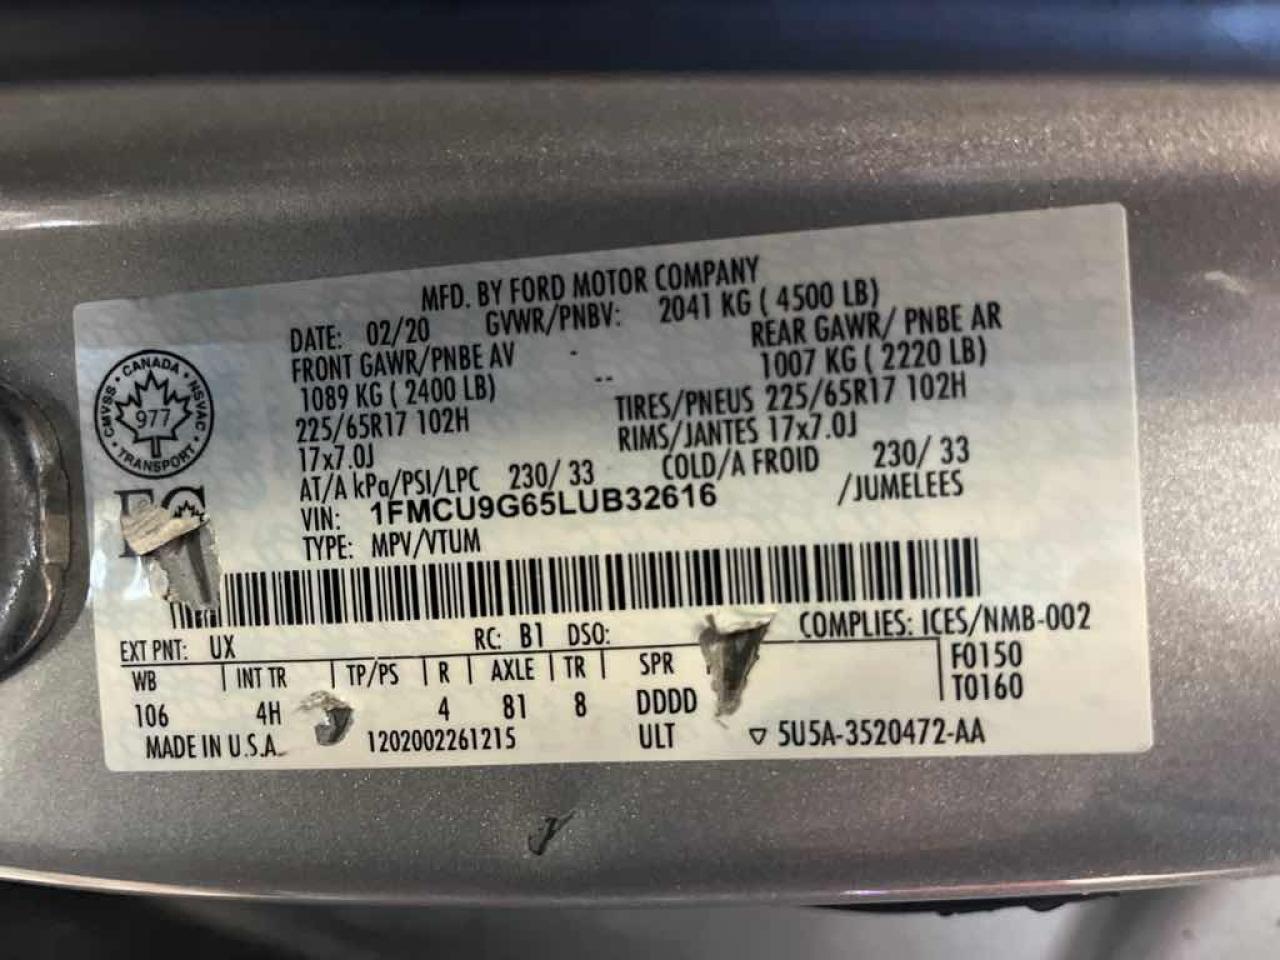 MFD. BY FORD MOTOR COMPANY
DATE: 02/20 GVWR/PNBV: 2041 KG ( 4500 LB)
FRONT GAWR/PNBE AV REAR GAWR/ PNBE AR
1089 KG ( 2400 LB) 1007 KG ( 2220 LB)
225/65R17 102H TIRES/PNEUS 225/65R17 102H
17x7.0J RIMS/JANTES 17x7.0J
AT/A kPa/PSI/LPC 230/ 33 COLD/A FROID 230/ 33
VIN: 1FMCU9G65LUB32616 /JUMELEES
TYPE: MPV/VTUM
CANADA
CMVSS NSVAC
977
TRANSPORT
EXT PNT: UX RC: B1 DSO: COMPLIES: ICES/NMB-002
WB INT TR TP/PS R AXLE TR SPR F0150
106 4H 4 81 8 DDDD T0160
MADE IN U.S.A. 1202002261215 ULT ▽ 5U5A-3520472-AA